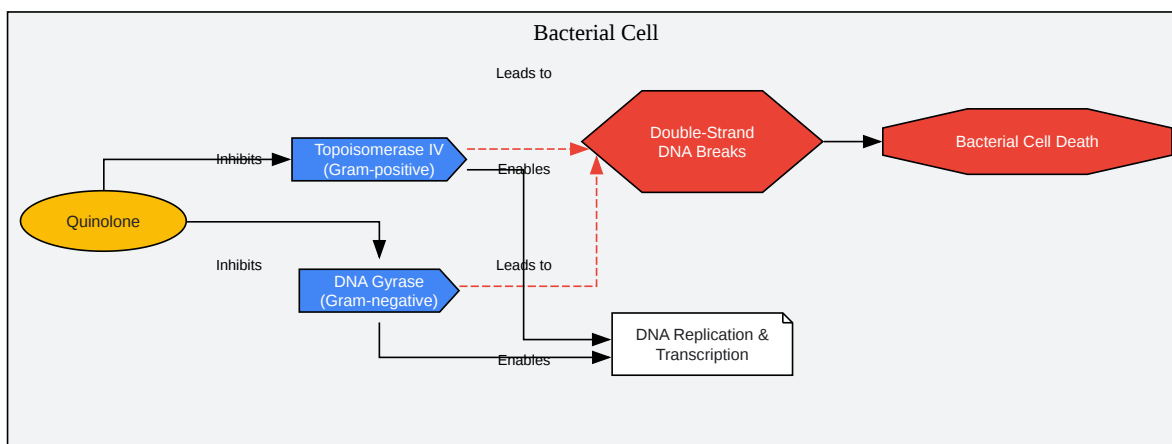 Bacterial Cell
Leads to
Double-Strand
DNA Breaks
Bacterial Cell Death
Inhibits
Topoisomerase IV
(Gram-positive)
Enables
Quinolone
Inhibits
DNA Gyrase
(Gram-negative)
Leads to
DNA Replication &
Transcription
Enables